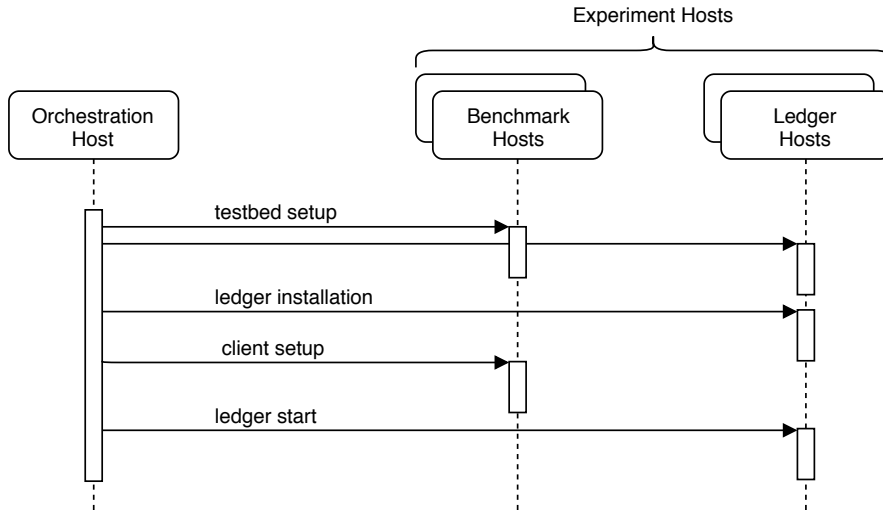 Experiment Hosts
Orchestration
Host
Benchmark
Hosts
Ledger
Hosts
testbed setup
ledger installation
client setup
ledger start